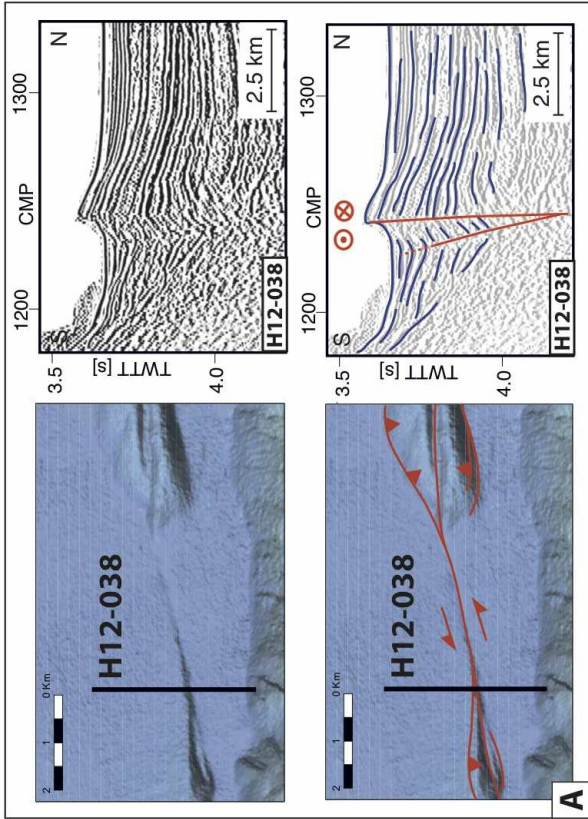 2 1 0 Km
H12-038
3.5
4.0
TWTT [s]
S
1200
CMP
1300
N
H12-038
2.5 km
2 1 0 Km
H12-038
3.5
4.0
TWTT [s]
S
1200
CMP
1300
N
H12-038
2.5 km
A